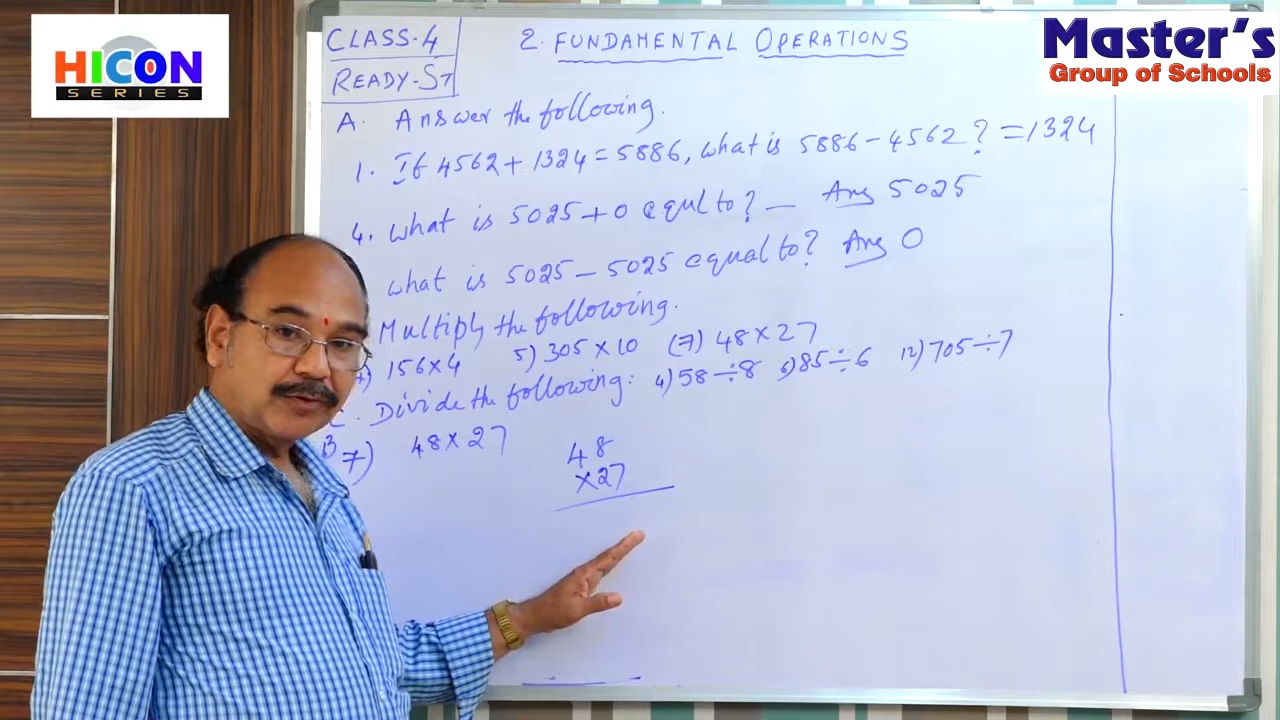 HICON
SERIES
Master's
Group of Schools
CLASS-4
READY-ST
2. FUNDAMENTAL OPERATIONS
A. Answer the following.
1. If 4562 + 1324 = 5886, what is 5886 - 4562 ? = 1324
4. what is 5025 + 0 equl to? — Ans 5025
what is 5025 - 5025 equal to? Ans 0
Multiply the following.
156 × 4 5) 305 × 10 (7) 48 × 27
C. Divide the following: 4) 58 ÷ 8 85 ÷ 6 12) 705 ÷ 7
B 7) 48 × 27
48
× 27